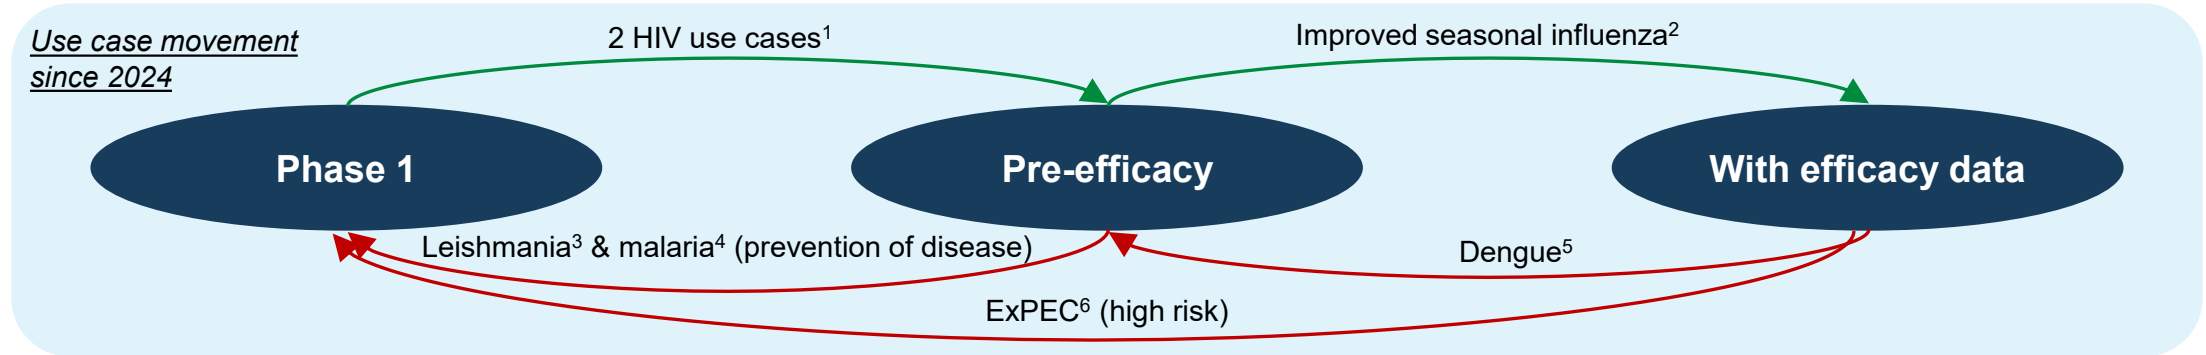 Use case movement
since 2024
2 HIV use cases¹
Improved seasonal influenza²
Phase 1
Pre-efficacy
With efficacy data
Leishmania³ & malaria⁴ (prevention of disease)
Dengue⁵
ExPEC⁶ (high risk)